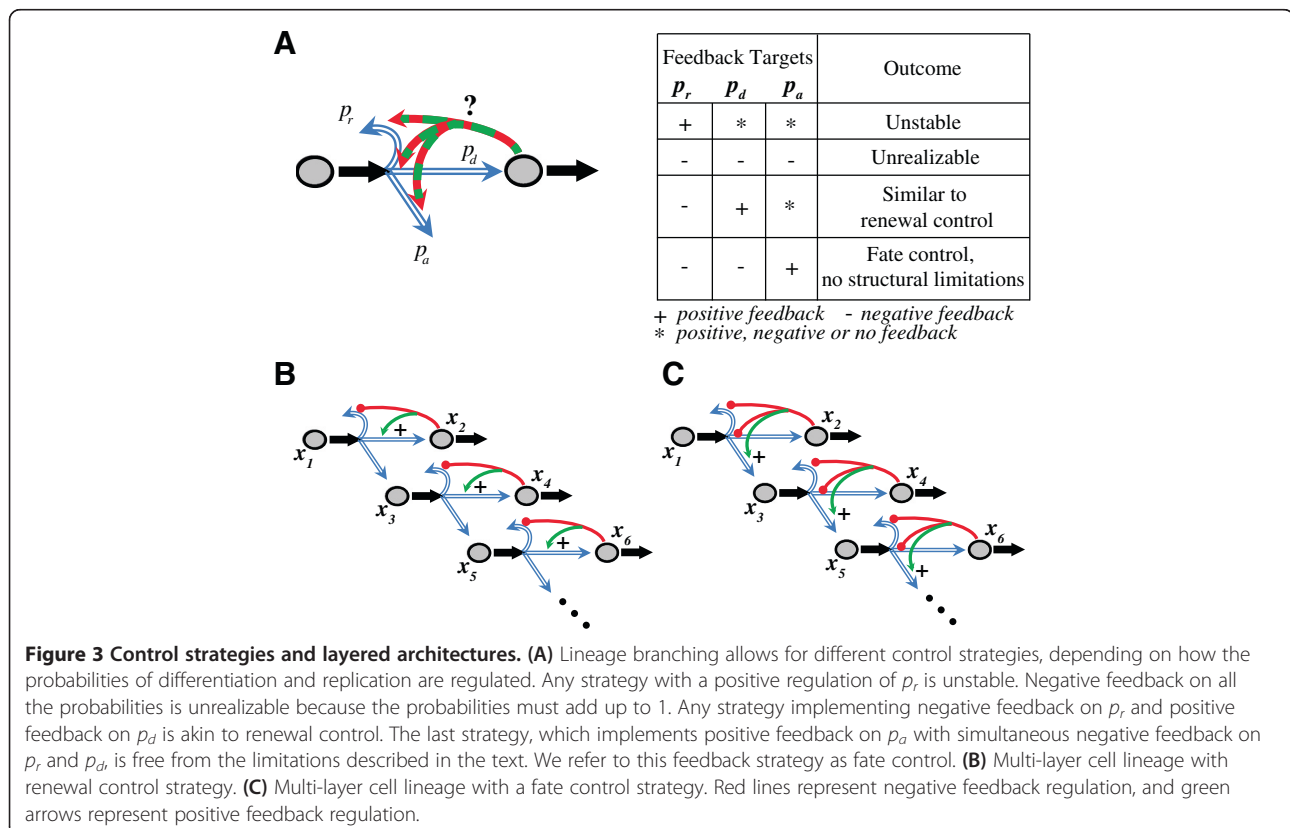 A
?
p_r
p_d
p_a
Feedback Targets Outcome
p_r p_d p_a
+ * * Unstable
- - - Unrealizable
- + * Similar to
renewal control
- - + Fate control,
no structural limitations
+ positive feedback - negative feedback
* positive, negative or no feedback
B
x_1
+
x_2
x_3
+
x_4
x_5
+
x_6
C
x_1
+
x_2
x_3
+
x_4
x_5
+
x_6
Figure 3 Control strategies and layered architectures. (A) Lineage branching allows for different control strategies, depending on how the
probabilities of differentiation and replication are regulated. Any strategy with a positive regulation of p_r is unstable. Negative feedback on all
the probabilities is unrealizable because the probabilities must add up to 1. Any strategy implementing negative feedback on p_r and positive
feedback on p_d is akin to renewal control. The last strategy, which implements positive feedback on p_a with simultaneous negative feedback on
p_r and p_d, is free from the limitations described in the text. We refer to this feedback strategy as fate control. (B) Multi-layer cell lineage with
renewal control strategy. (C) Multi-layer cell lineage with a fate control strategy. Red lines represent negative feedback regulation, and green
arrows represent positive feedback regulation.